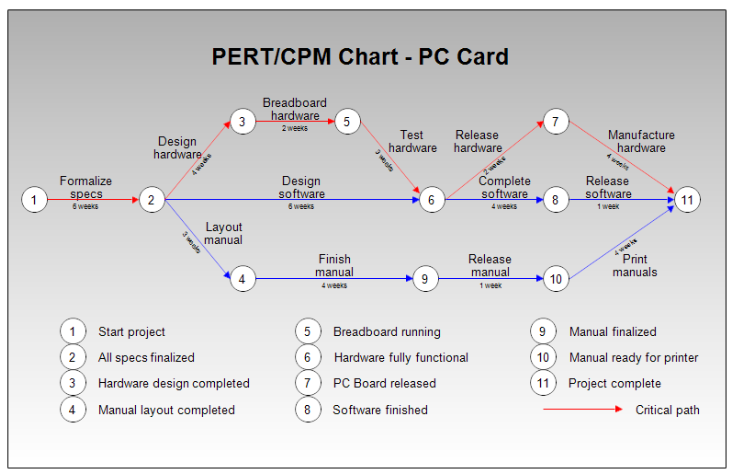 PERT/CPM Chart - PC Card
Breadboard
hardware
2 weeks
3
5
7
Design
hardware
4 weeks
Test
hardware
3 weeks
Release
hardware
2 weeks
Manufacture
hardware
4 weeks
Formalize
specs
6 weeks
Design
software
6 weeks
Complete
software
4 weeks
Release
software
1 week
1
2
6
8
11
Layout
manual
3 weeks
Finish
manual
4 weeks
Release
manual
1 week
4 weeks
Print
manuals
4
9
10
1 Start project
2 All specs finalized
3 Hardware design completed
4 Manual layout completed
5 Breadboard running
6 Hardware fully functional
7 PC Board released
8 Software finished
9 Manual finalized
10 Manual ready for printer
11 Project complete
Critical path